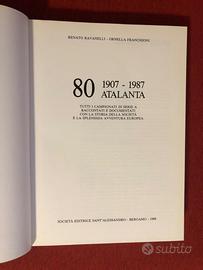 RENATO RAVANELLI - ORNELLA FRANCHIONI
80 1907 - 1987
ATALANTA
TUTTI I CAMPIONATI DI SERIE A
RACCONTATI E DOCUMENTATI
CON LA STORIA DELLA SOCIETÀ
E LA SPLENDIDA AVVENTURA EUROPEA
SOCIETÀ EDITRICE SANT'ALESSANDRO - BERGAMO - 1988
subito